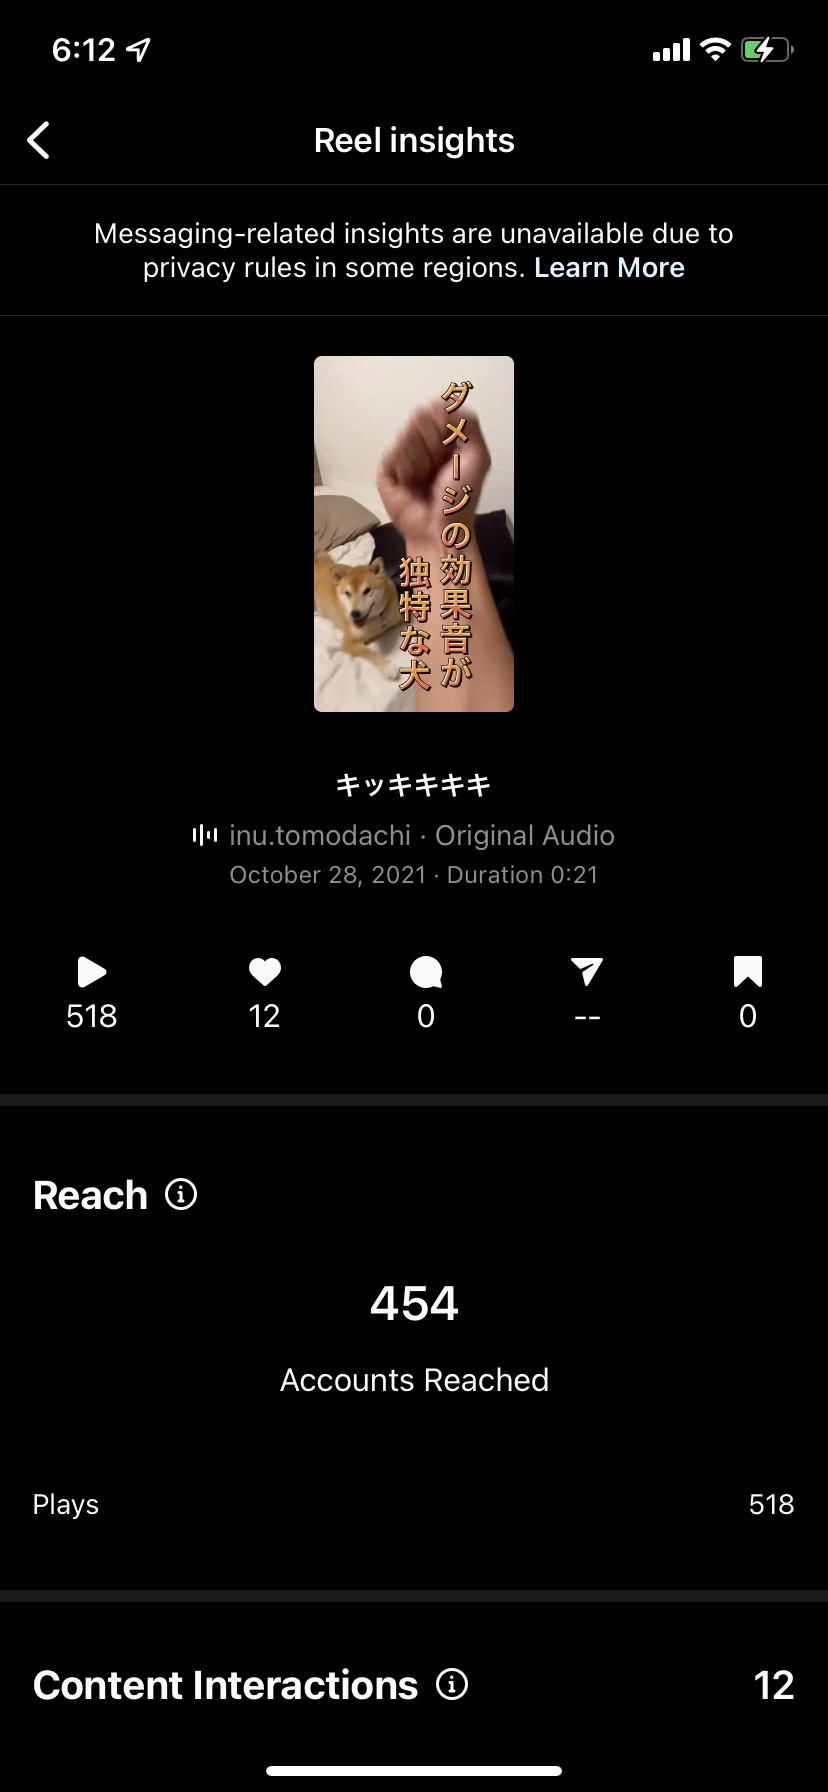 6:12
Reel insights
Messaging-related insights are unavailable due to
privacy rules in some regions. Learn More
ダメージの効果音が
独特な犬
キッキキキキ
inu.tomodachi · Original Audio
October 28, 2021 · Duration 0:21
518
12
0
--
0
Reach
454
Accounts Reached
Plays 518
Content Interactions 12